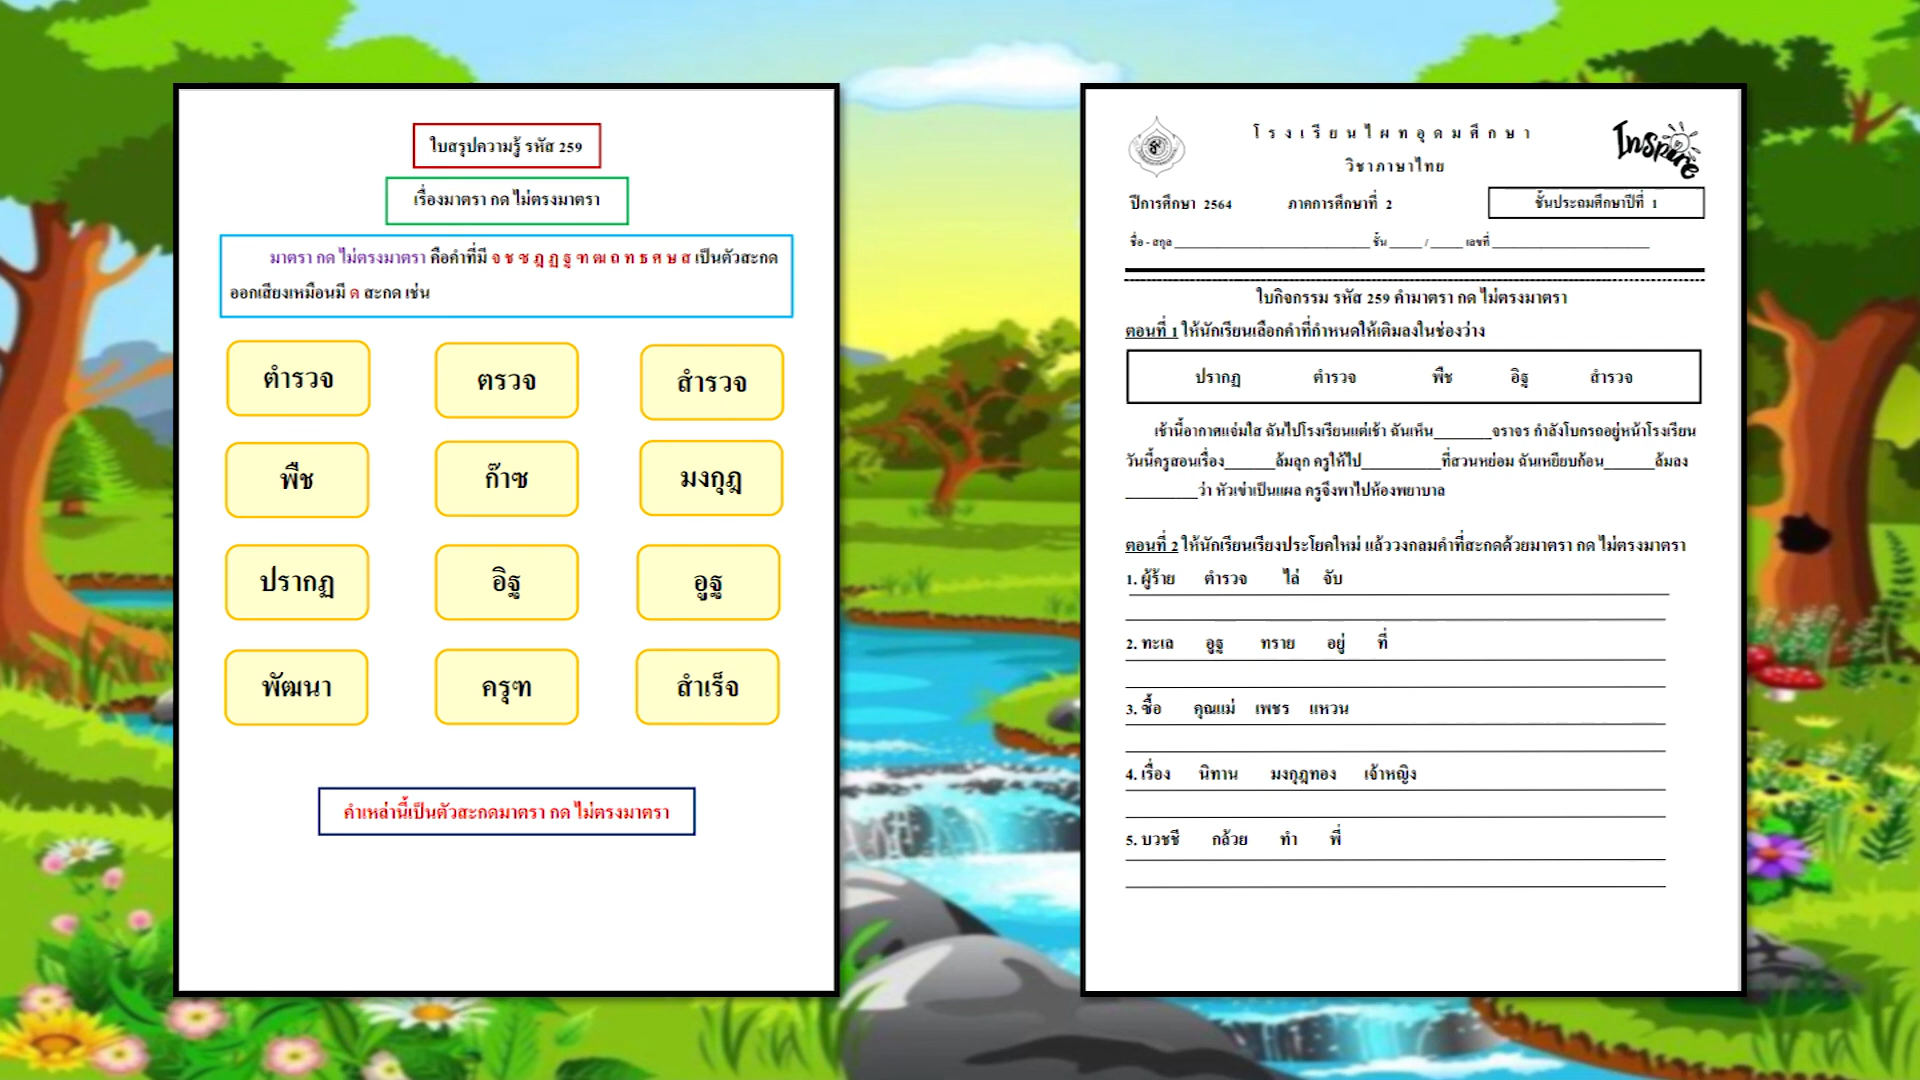 ใบสรุปความรู้ รหัส 259
เรื่องมาตรา กด ไม่ตรงมาตรา
มาตรา กด ไม่ตรงมาตรา คือคำที่มี จ ช ซ ฎ ฏ ฐ ฑ ฒ ถ ท ธ ศ ษ ส เป็นตัวสะกด
ออกเสียงเหมือนมี ด สะกด เช่น
ตำรวจ ตรวจ สำรวจ
พืช ก๊าซ มงกุฎ
ปรากฏ อิฐ อูฐ
พัฒนา ครุฑ สำเร็จ
คำเหล่านี้เป็นตัวสะกดมาตรา กด ไม่ตรงมาตรา
โรงเรียนไผทอุดมศึกษา
วิชาภาษาไทย
Inspire
ปีการศึกษา 2564 ภาคการศึกษาที่ 2 ชั้นประถมศึกษาปีที่ 1
ชื่อ - สกุล ______ ชั้น _____ / _____ เลขที่ ______
ใบกิจกรรม รหัส 259 คำมาตรา กด ไม่ตรงมาตรา
ตอนที่ 1 ให้นักเรียนเลือกคำที่กำหนดให้เติมลงในช่องว่าง
ปรากฏ ตำรวจ พืช อิฐ สำรวจ
เช้านี้อากาศแจ่มใส ฉันไปโรงเรียนแต่เช้า ฉันเห็น_______จราจร กำลังโบกรถอยู่หน้าโรงเรียน
วันนี้ครูสอนเรื่อง______ล้มลุก ครูให้ไป__________ที่สวนหย่อม ฉันเหยียบก้อน______ล้มลง
_________ว่า หัวเข่าเป็นแผล ครูจึงพาไปห้องพยาบาล
ตอนที่ 2 ให้นักเรียนเรียงประโยคใหม่ แล้ววงกลมคำที่สะกดด้วยมาตรา กด ไม่ตรงมาตรา
1. ผู้ร้าย ตำรวจ ไล่ จับ
2. ทะเล อูฐ ทราย อยู่ ที่
3. ซื้อ คุณแม่ เพชร แหวน
4. เรื่อง นิทาน มงกุฎทอง เจ้าหญิง
5. บวชชี กล้วย ทำ พี่